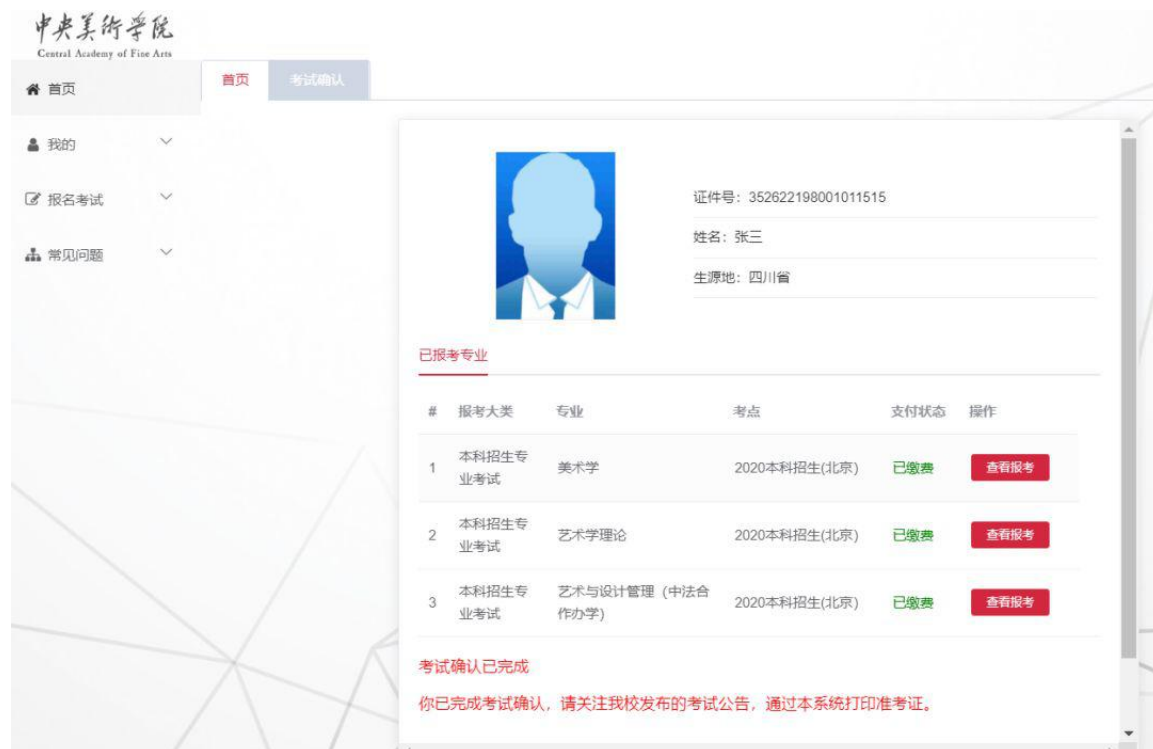 中央美術學院
Central Academy of Fine Arts
首页
首页 考试确认
我的
报名考试
常见问题
证件号：352622198001011515
姓名：张三
生源地：四川省
已报考专业
# 报考大类 专业 考点 支付状态 操作
1 本科招生专业考试 美术学 2020本科招生(北京) 已缴费 查看报考
2 本科招生专业考试 艺术学理论 2020本科招生(北京) 已缴费 查看报考
3 本科招生专业考试 艺术与设计管理（中法合作办学） 2020本科招生(北京) 已缴费 查看报考
考试确认已完成
你已完成考试确认，请关注我校发布的考试公告，通过本系统打印准考证。